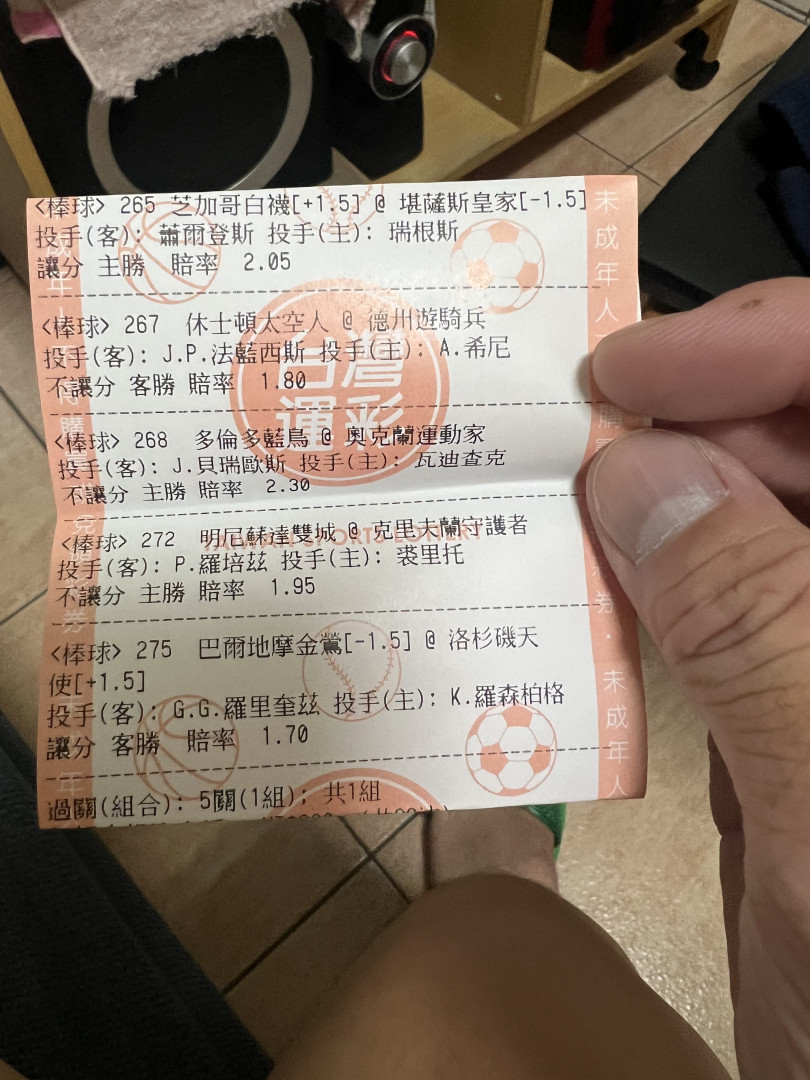 <棒球> 265 芝加哥白襪[+1.5] @ 堪薩斯皇家[-1.5]
投手(客): 蕭爾登斯 投手(主): 瑞根斯
讓分 主勝 賠率 2.05
<棒球> 267 休士頓太空人 @ 德州遊騎兵
投手(客): J.P.法藍西斯 投手(主): A.希尼
不讓分 客勝 賠率 1.80
<棒球> 268 多倫多藍鳥 @ 奧克蘭運動家
投手(客): J.貝瑞歐斯 投手(主): 瓦迪查克
不讓分 主勝 賠率 2.30
<棒球> 272 明尼蘇達雙城 @ 克里夫蘭守護者
投手(客): P.羅培茲 投手(主): 裘里托
不讓分 主勝 賠率 1.95
<棒球> 275 巴爾地摩金鶯[-1.5] @ 洛杉磯天
使[+1.5]
投手(客): G.G.羅里奎茲 投手(主): K.羅森柏格
讓分 客勝 賠率 1.70
過關(組合): 5關(1組); 共1組
台灣
運彩
TAIWAN SPORTS LOTTERY
未成年人
券・未成年人